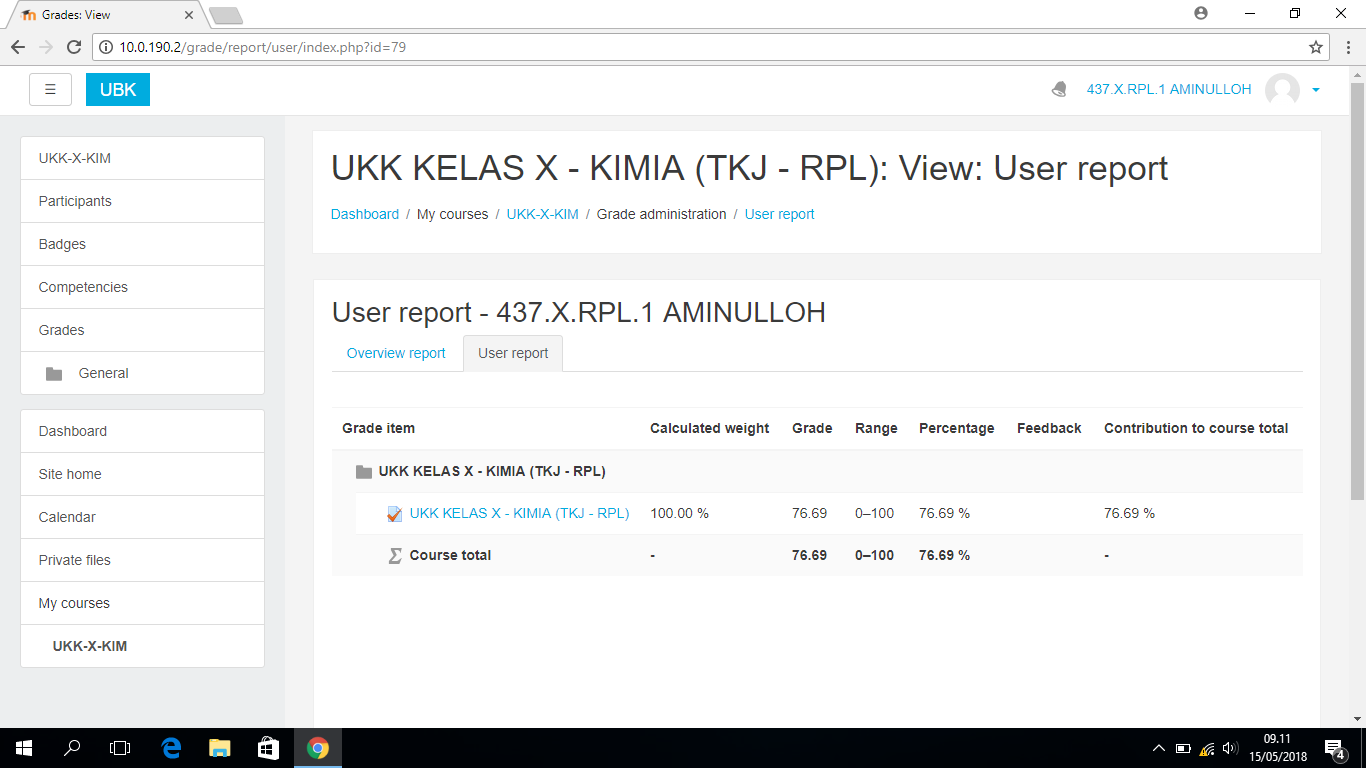 Grades: View
10.0.190.2/grade/report/user/index.php?id=79
UBK
437.X.RPL.1 AMINULLOH
UKK-X-KIM
Participants
Badges
Competencies
Grades
General
Dashboard
Site home
Calendar
Private files
My courses
UKK-X-KIM
UKK KELAS X - KIMIA (TKJ - RPL): View: User report
Dashboard / My courses / UKK-X-KIM / Grade administration / User report
User report - 437.X.RPL.1 AMINULLOH
Overview report User report
Grade item Calculated weight Grade Range Percentage Feedback Contribution to course total
UKK KELAS X - KIMIA (TKJ - RPL)
UKK KELAS X - KIMIA (TKJ - RPL) 100.00 % 76.69 0–100 76.69 % 76.69 %
Course total - 76.69 0–100 76.69 % -
09.11
15/05/2018
4